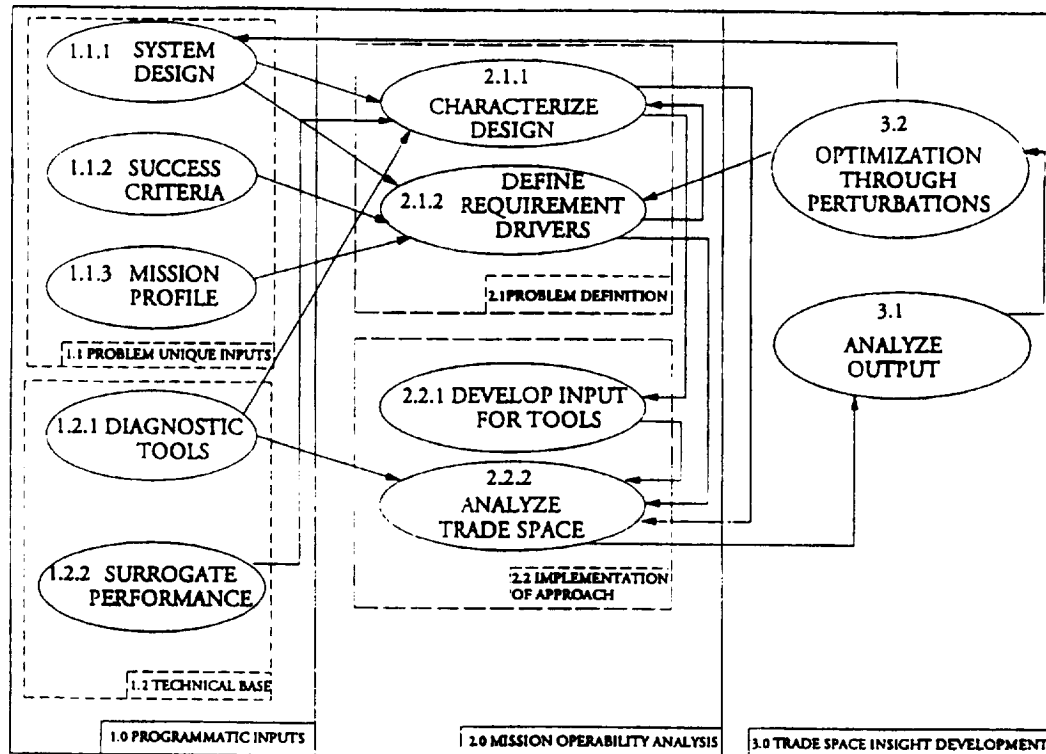 1.1.1 SYSTEM
DESIGN
1.1.2 SUCCESS
CRITERIA
1.1.3 MISSION
PROFILE
1.1 PROBLEM UNIQUE INPUTS
1.2.1 DIAGNOSTIC
TOOLS
1.2.2 SURROGATE
PERFORMANCE
1.2 TECHNICAL BASE
1.0 PROGRAMMATIC INPUTS
2.1.1
CHARACTERIZE
DESIGN
2.1.2 DEFINE
REQUIREMENT
DRIVERS
2.1 PROBLEM DEFINITION
2.2.1 DEVELOP INPUT
FOR TOOLS
2.2.2
ANALYZE
TRADE SPACE
2.2 IMPLEMENTATION
OF APPROACH
2.0 MISSION OPERABILITY ANALYSIS
3.2
OPTIMIZATION
THROUGH
PERTURBATIONS
3.1
ANALYZE
OUTPUT
3.0 TRADE SPACE INSIGHT DEVELOPMENT